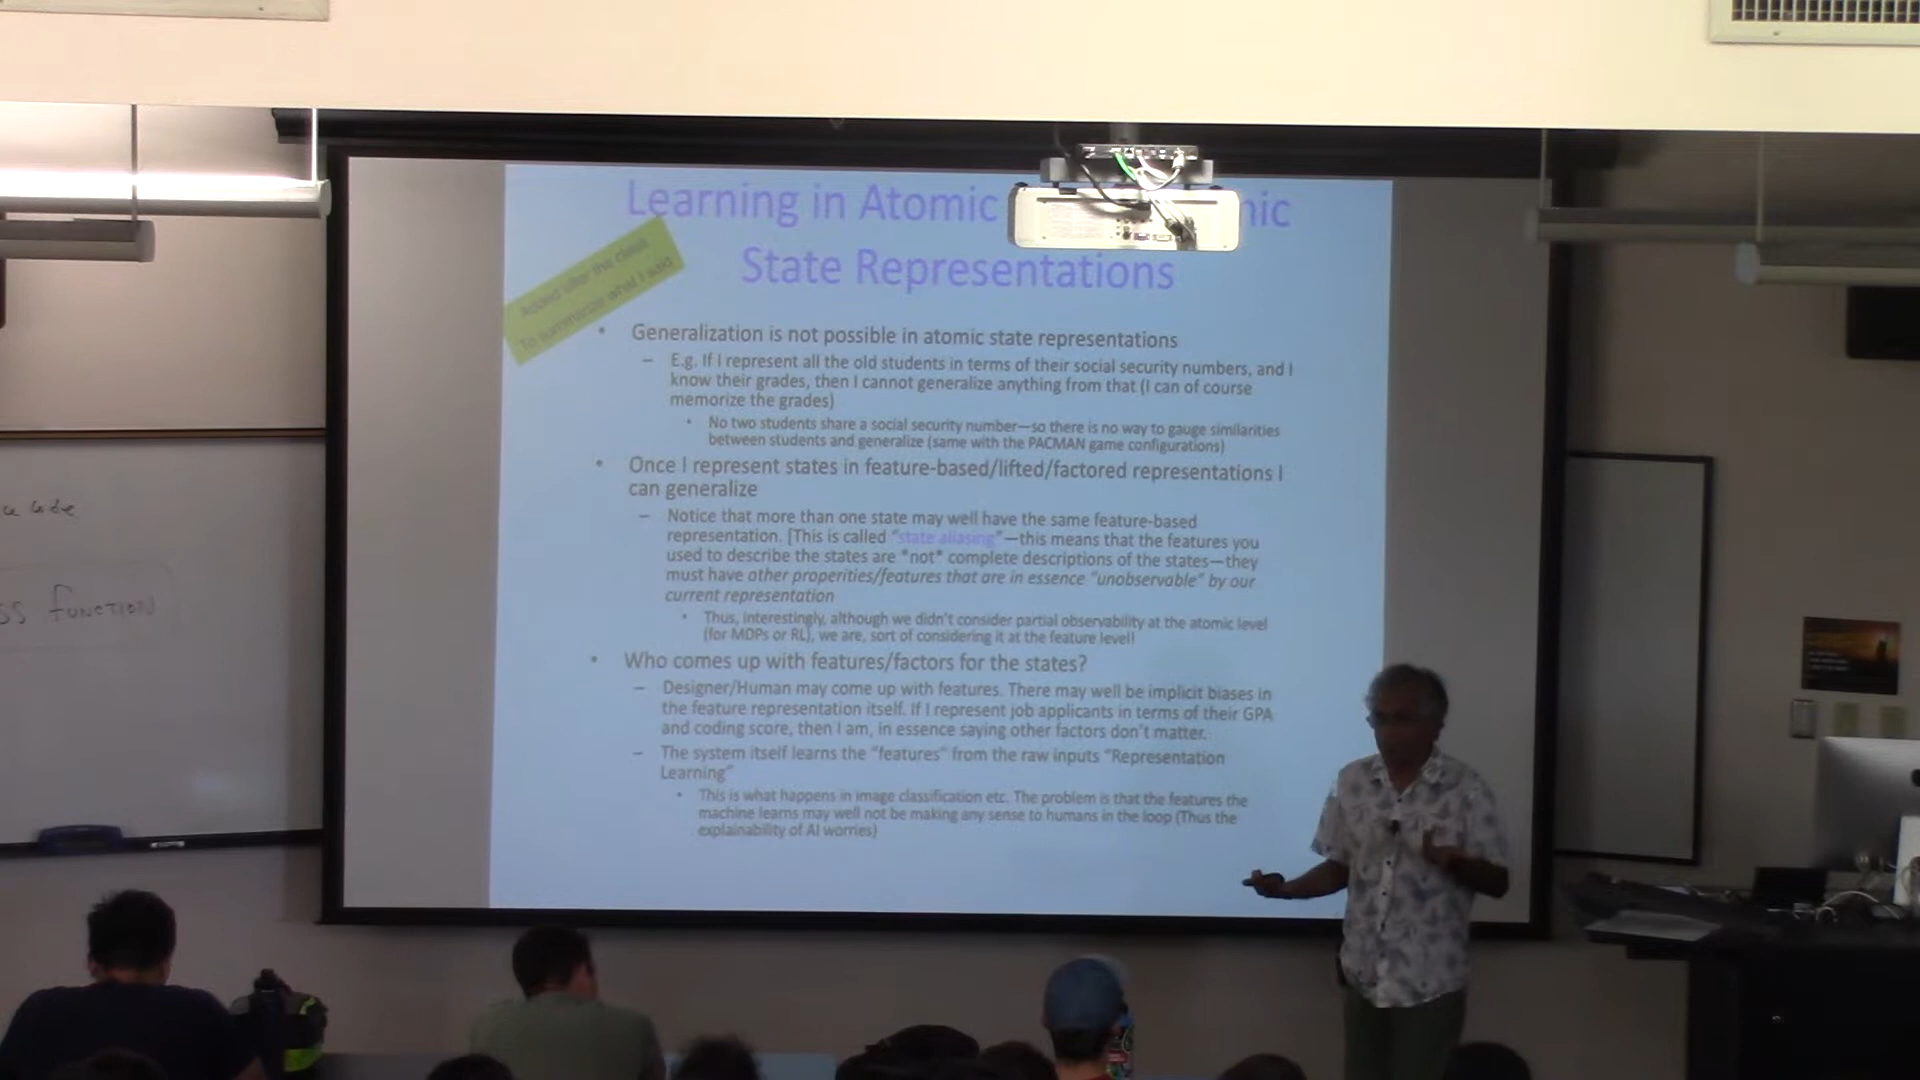 Learning in Atomic
State Representations
Added after the class
To summarize what I said
• Generalization is not possible in atomic state representations
– E.g. If I represent all the old students in terms of their social security numbers, and I
know their grades, then I cannot generalize anything from that (I can of course
memorize the grades)
• No two students share a social security number—so there is no way to gauge similarities
between students and generalize (same with the PACMAN game configurations)
• Once I represent states in feature-based/lifted/factored representations I
can generalize
– Notice that more than one state may well have the same feature-based
representation. [This is called "state aliasing"—this means that the features you
used to describe the states are *not* complete descriptions of the states—they
must have other properities/features that are in essence "unobservable" by our
current representation
• Thus, interestingly, although we didn't consider partial observability at the atomic level
(for MDPs or RL), we are, sort of considering it at the feature level!
• Who comes up with features/factors for the states?
– Designer/Human may come up with features. There may well be implicit biases in
the feature representation itself. If I represent job applicants in terms of their GPA
and coding score, then I am, in essence saying other factors don't matter.
– The system itself learns the "features" from the raw inputs "Representation
Learning"
• This is what happens in image classification etc. The problem is that the features the
machine learns may well not be making any sense to humans in the loop (Thus the
explainability of AI worries)
SS FUNCTION